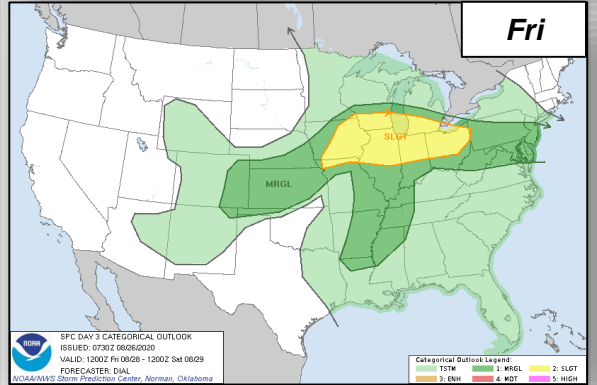 Fri
SLGT
MRGL
NOAA
SPC DAY 3 CATEGORICAL OUTLOOK
ISSUED: 0730Z 08/26/2020
VALID: 1200Z Fri 08/28 - 1200Z Sat 08/29
FORECASTER: DIAL
NOAA/NWS Storm Prediction Center, Norman, Oklahoma
Categorical Outlook Legend:
TSTM 1: MRGL 2: SLGT
3: ENH 4: MDT 5: HIGH